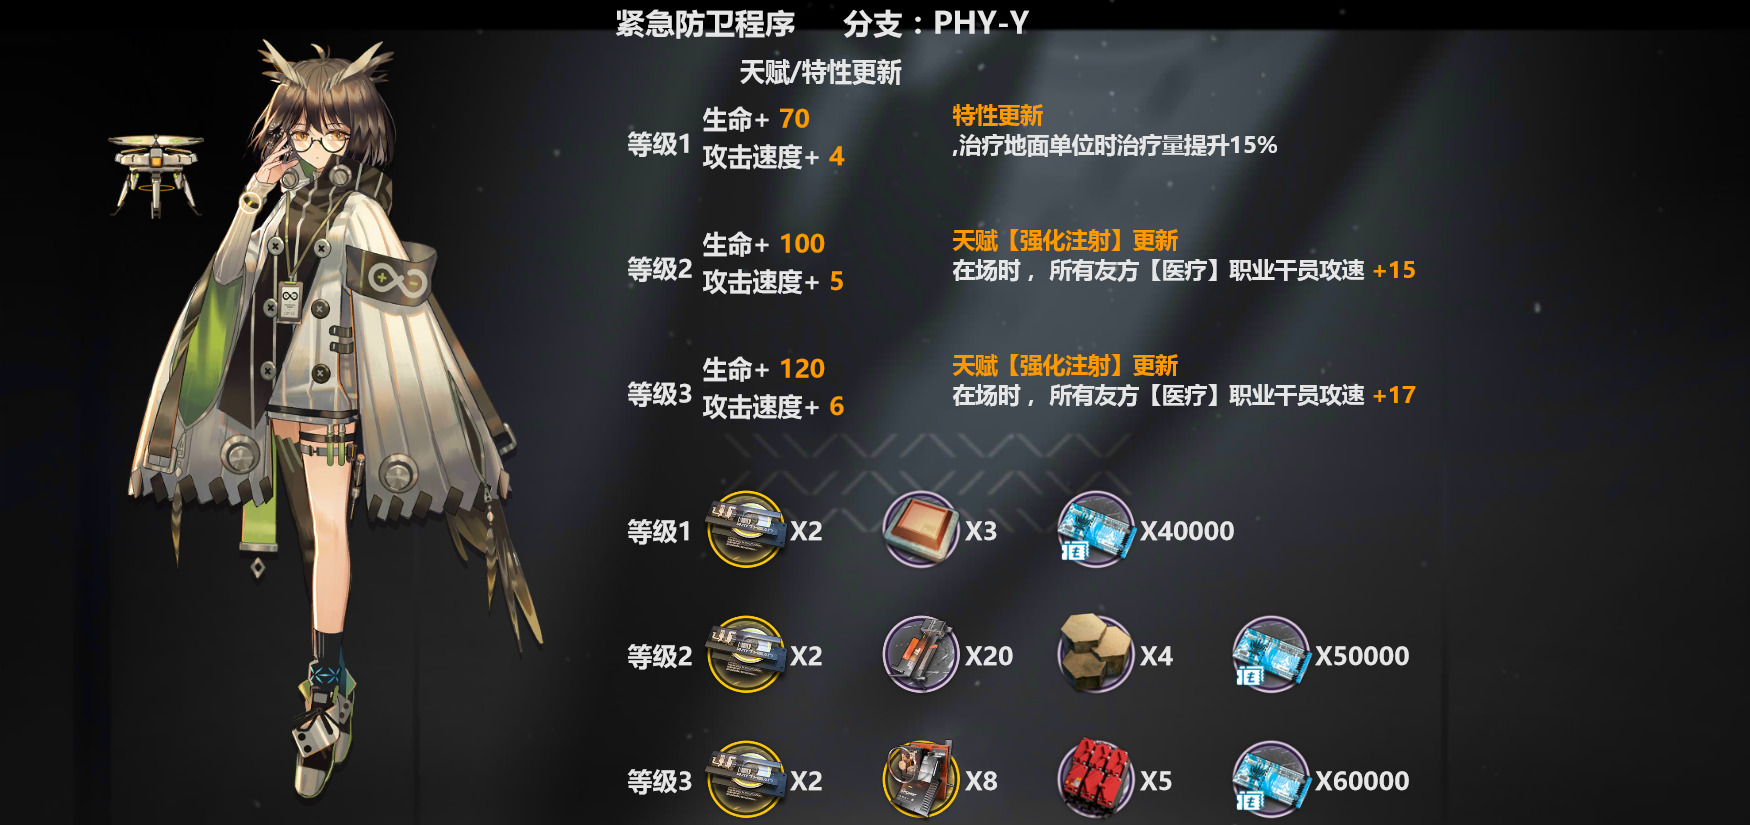 紧急防卫程序 分支：PHY-Y
天赋/特性更新
等级1
生命+ 70
攻击速度+ 4
特性更新
,治疗地面单位时治疗量提升15%
等级2
生命+ 100
攻击速度+ 5
天赋【强化注射】更新
在场时，所有友方【医疗】职业干员攻速 +15
等级3
生命+ 120
攻击速度+ 6
天赋【强化注射】更新
在场时，所有友方【医疗】职业干员攻速 +17
等级1 X2 X3 X40000
等级2 X2 X20 X4 X50000
等级3 X2 X8 X5 X60000